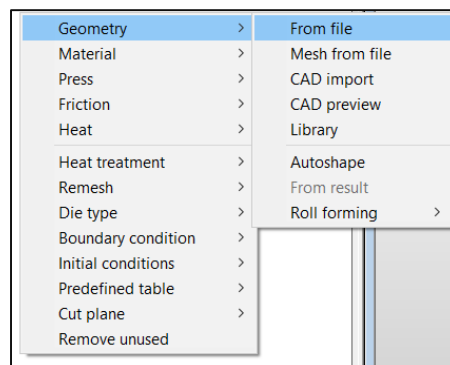 Geometry
Material
Press
Friction
Heat
Heat treatment
Remesh
Die type
Boundary condition
Initial conditions
Predefined table
Cut plane
Remove unused
From file
Mesh from file
CAD import
CAD preview
Library
Autoshape
From result
Roll forming